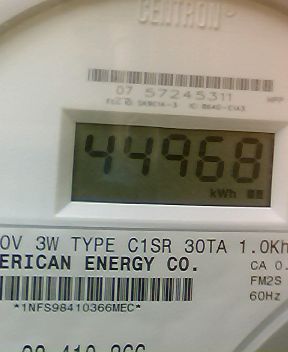 CENTRON
07 57245311
44968
kWh
0V 3W TYPE C1SR 30TA 1.0Kh
ERICAN ENERGY CO.
CA 0.
FM2S
60Hz
*1NFS98410366MEC*